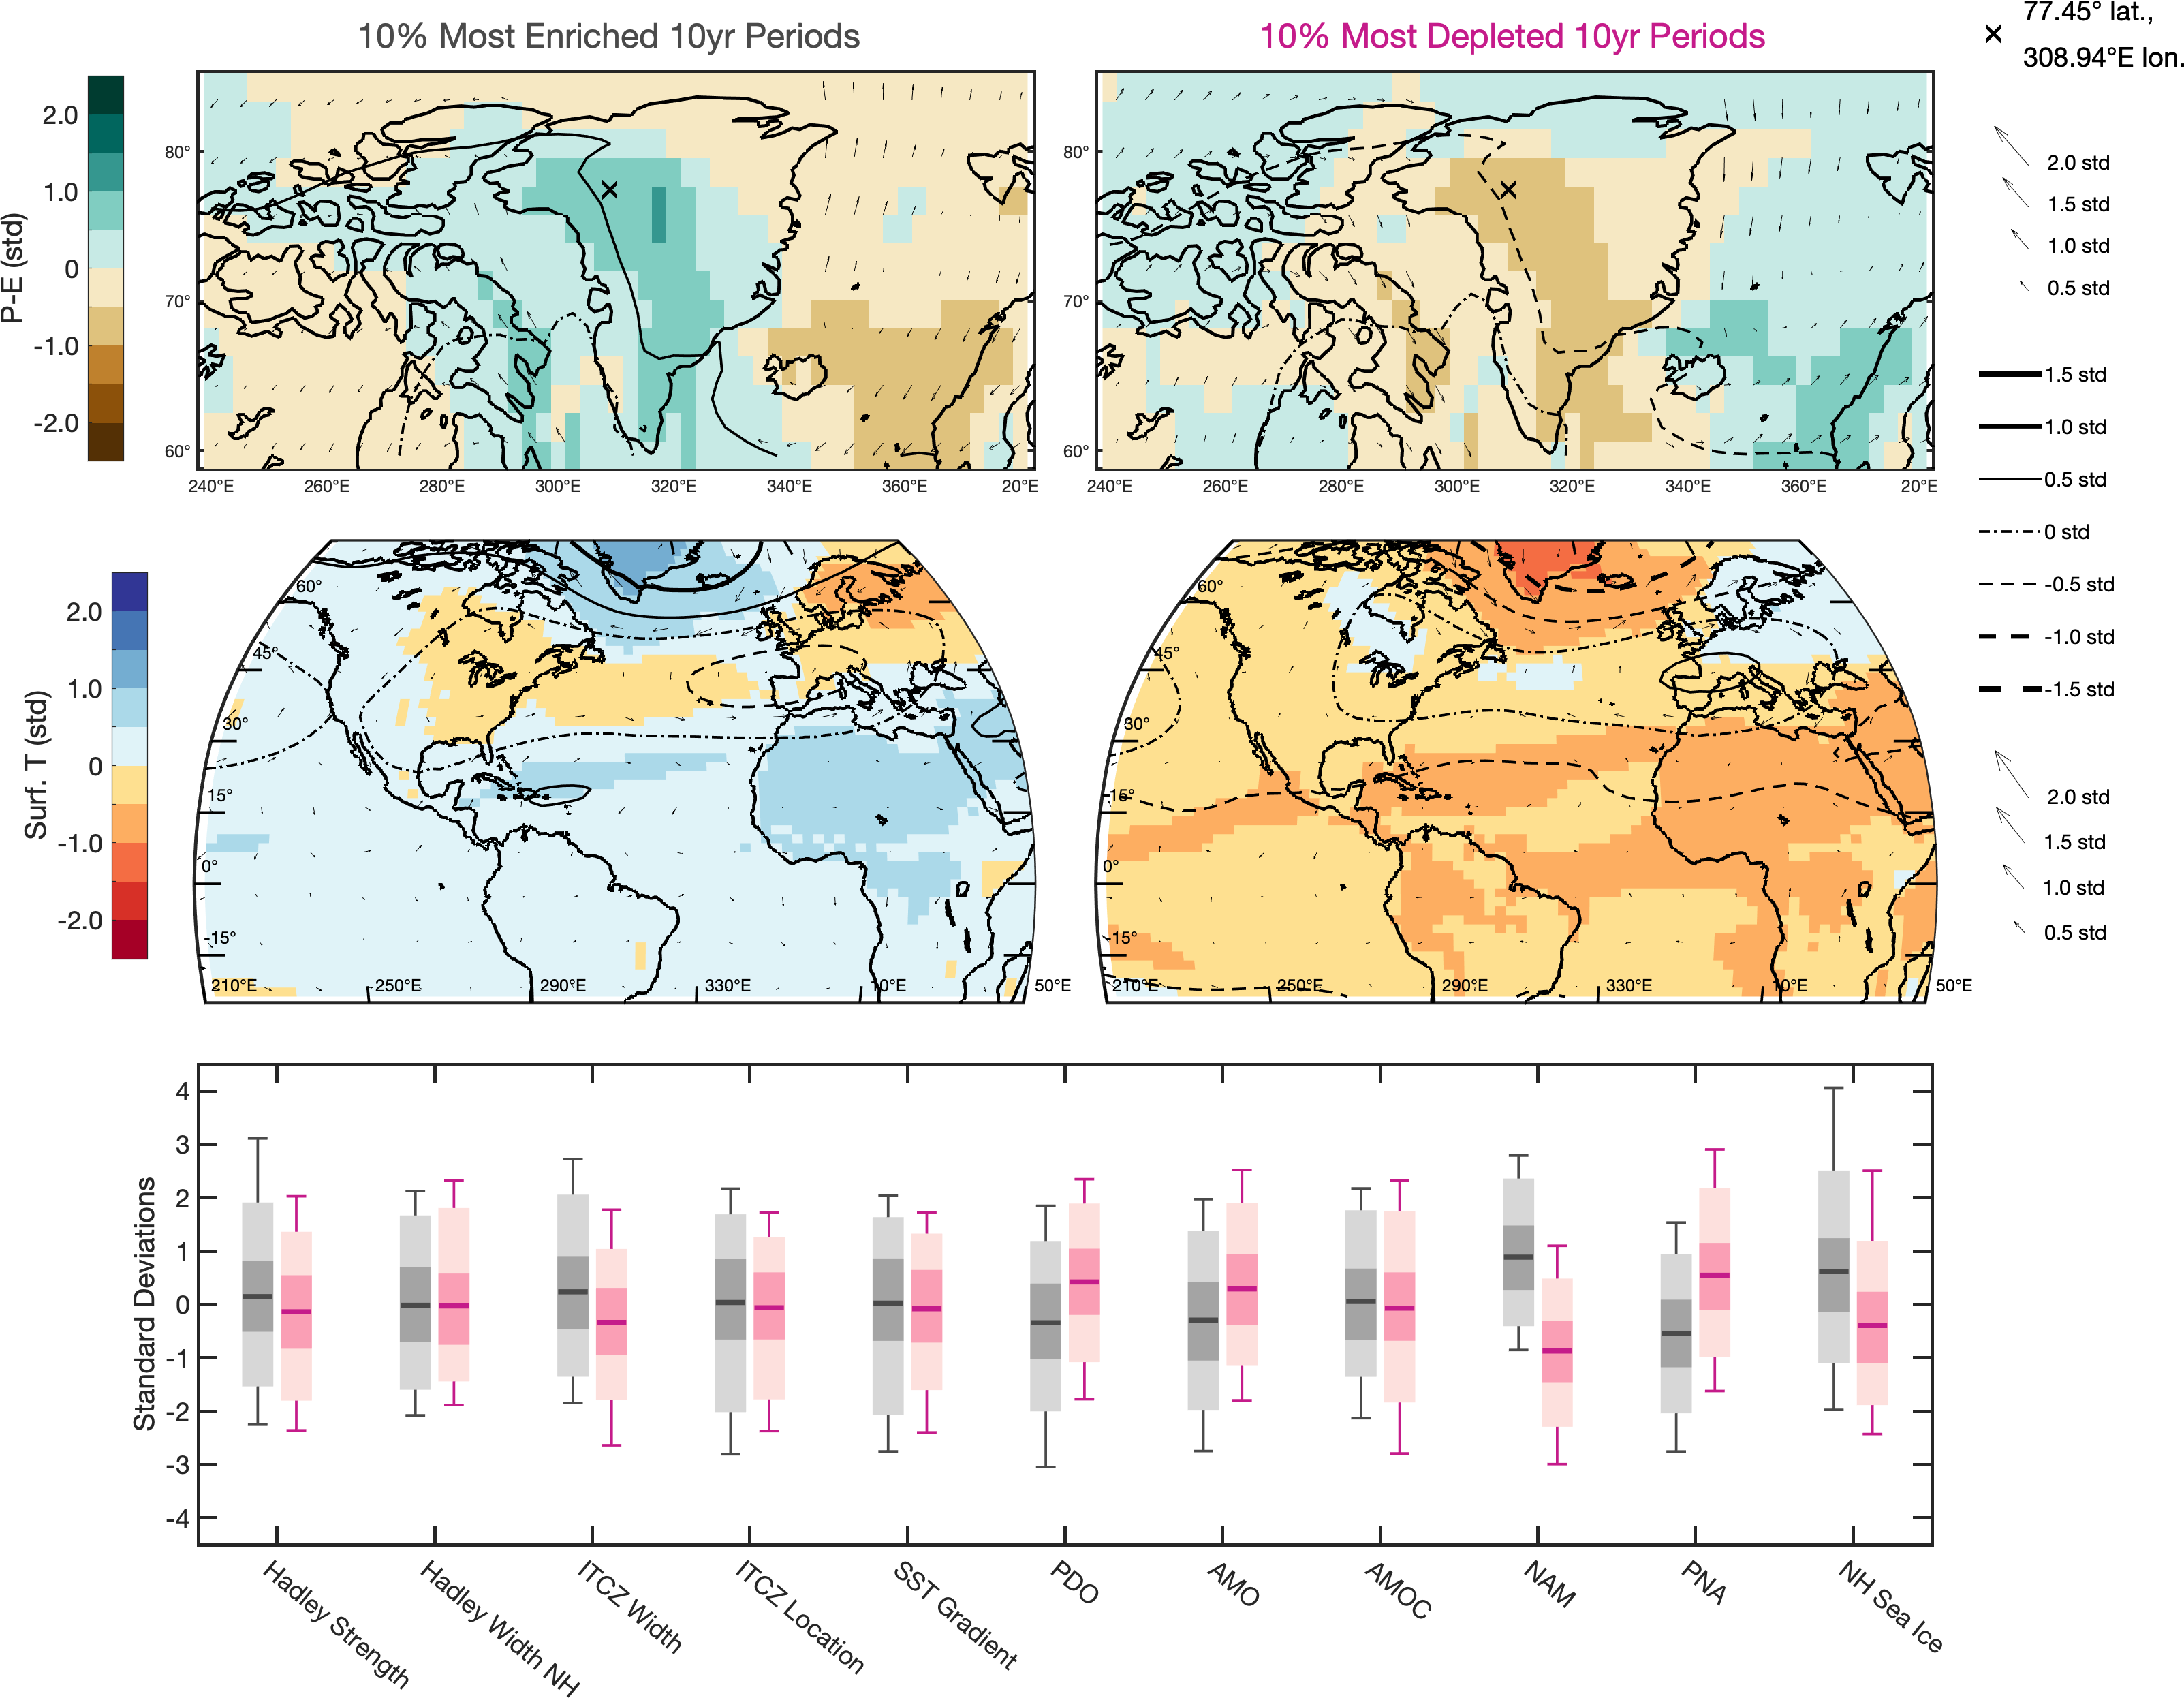 10% Most Enriched 10yr Periods
10% Most Depleted 10yr Periods
77.45° lat.,
308.94°E lon.
P-E (std)
2.0
1.0
0
-1.0
-2.0
80°
70°
60°
240°E 260°E 280°E 300°E 320°E 340°E 360°E 20°E
80°
70°
60°
240°E 260°E 280°E 300°E 320°E 340°E 360°E 20°E
2.0 std
1.5 std
1.0 std
0.5 std
1.5 std
1.0 std
0.5 std
0 std
-0.5 std
-1.0 std
-1.5 std
Surf. T (std)
2.0
1.0
0
-1.0
-2.0
60°
45°
30°
15°
0°
-15°
210°E 250°E 290°E 330°E 10°E 50°E
60°
45°
30°
15°
0°
-15°
210°E 250°E 290°E 330°E 10°E 50°E
2.0 std
1.5 std
1.0 std
0.5 std
Standard Deviations
4
3
2
1
0
-1
-2
-3
-4
Hadley Strength
Hadley Width NH
ITCZ Width
ITCZ Location
SST Gradient
PDO
AMO
AMOC
NAM
PNA
NH Sea Ice